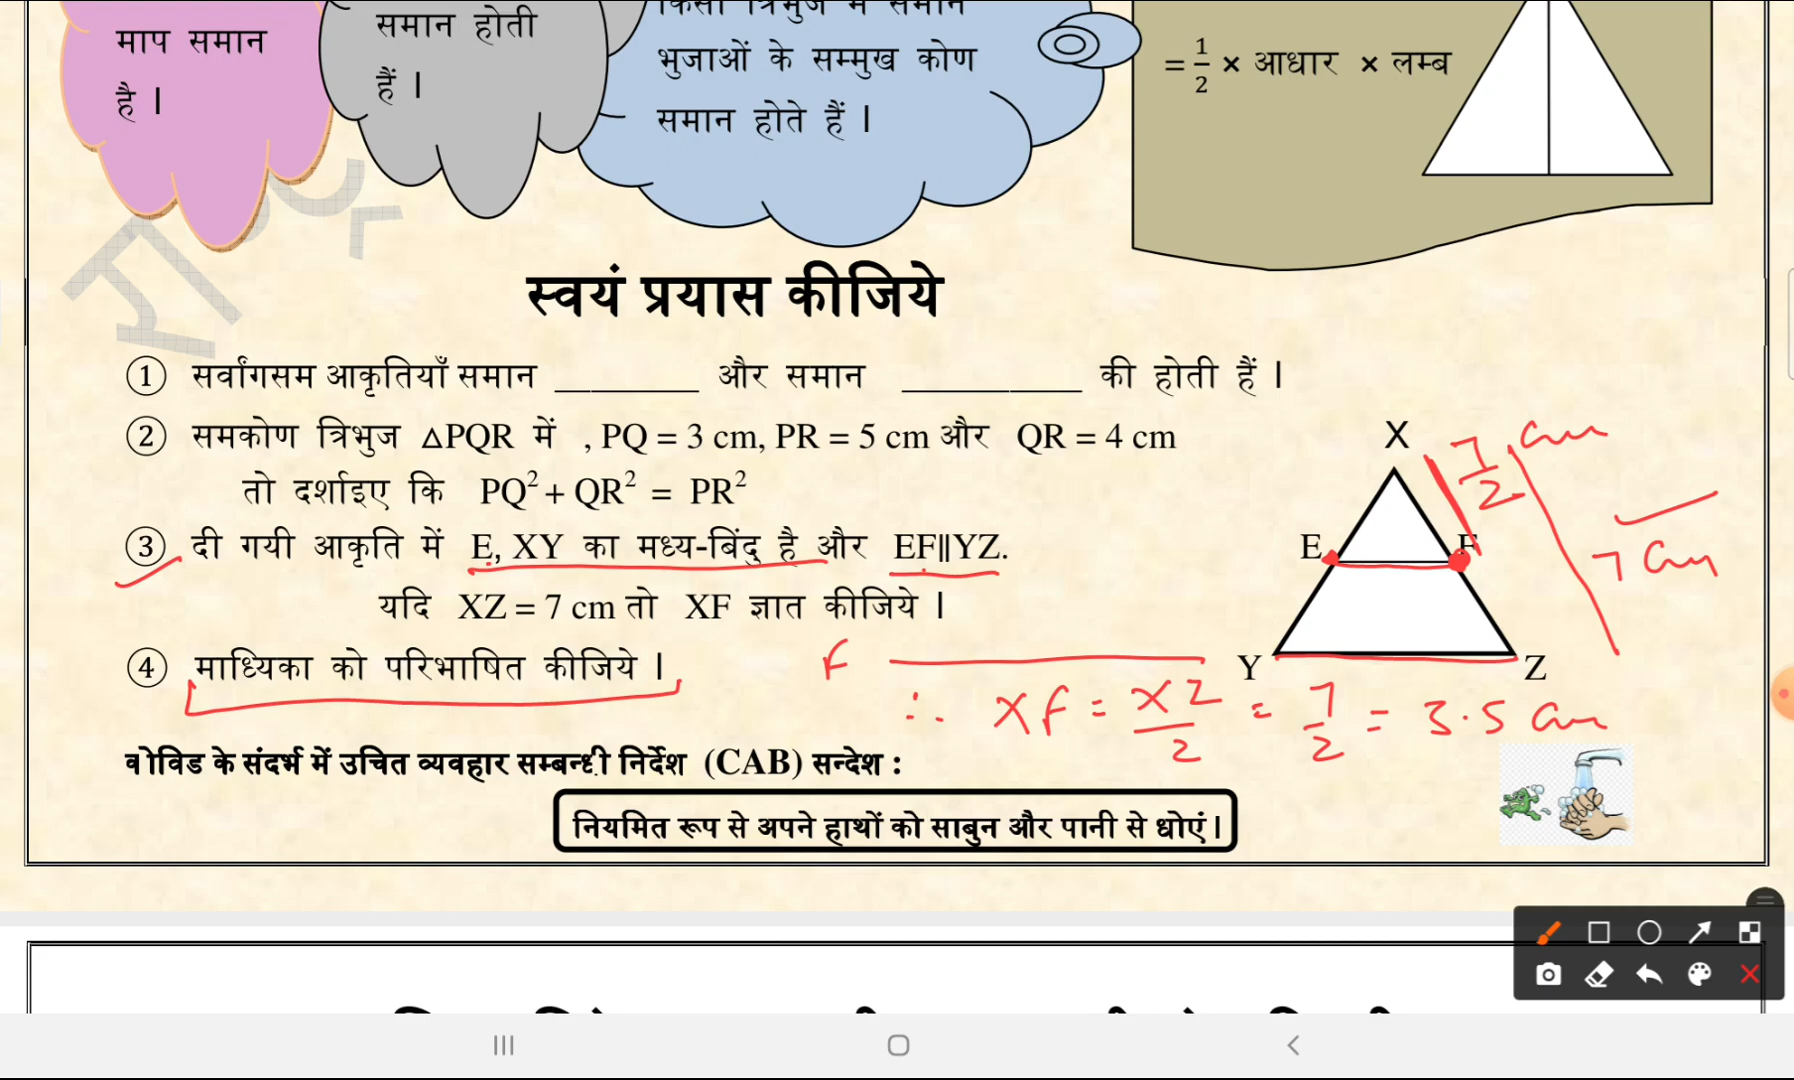 माप समान
है ।
समान होती
हैं ।
किसी त्रिभुज में समान
भुजाओं के सम्मुख कोण
समान होते हैं ।
= 1/2 × आधार × लम्ब
स्वयं प्रयास कीजिये
① सर्वांगसम आकृतियाँ समान ________ और समान __________ की होती हैं ।
② समकोण त्रिभुज △PQR में , PQ = 3 cm, PR = 5 cm और QR = 4 cm
तो दर्शाइए कि PQ² + QR² = PR²
③ दी गयी आकृति में E, XY का मध्य-बिंदु है और EF∥YZ.
यदि XZ = 7 cm तो XF ज्ञात कीजिये ।
④ माध्यिका को परिभाषित कीजिये ।
X
E F
Y Z
7/2 cm
7 cm
F
∴ XF = XZ/2 = 7/2 = 3.5 cm
वोविड के संदर्भ में उचित व्यवहार सम्बन्धी निर्देश (CAB) सन्देश :
नियमित रूप से अपने हाथों को साबुन और पानी से धोएं ।